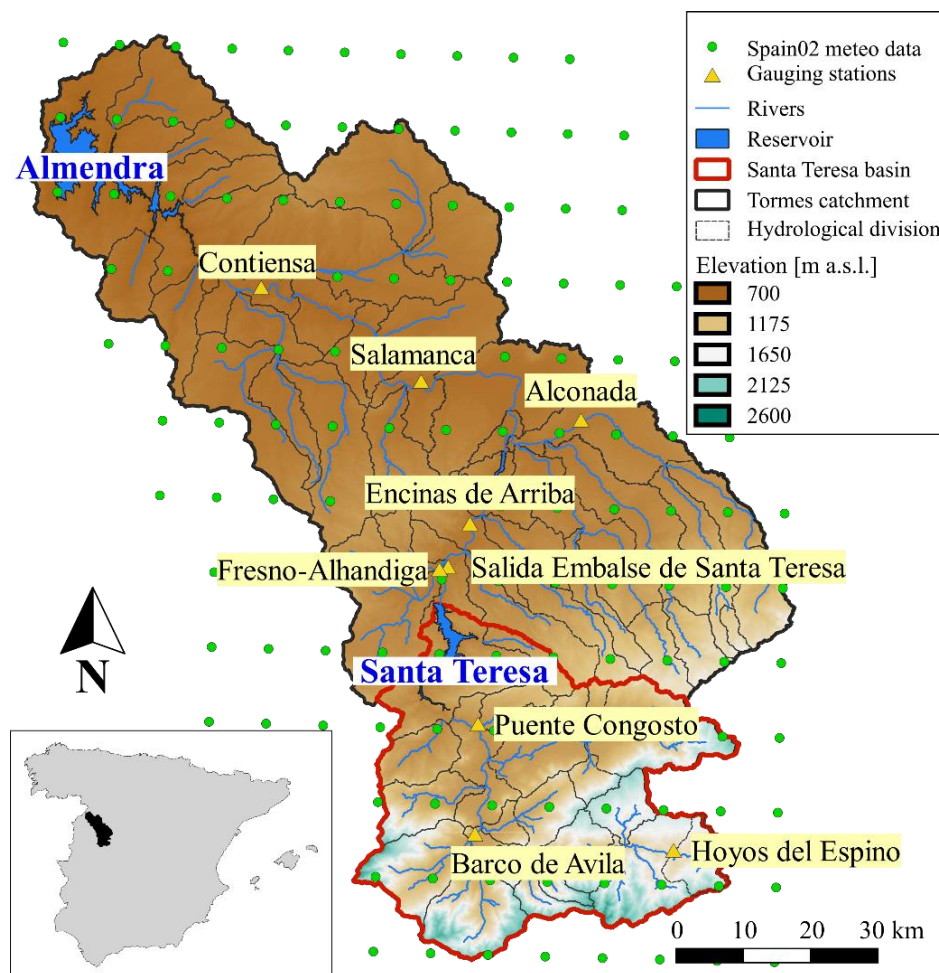 Spain02 meteo data
Gauging stations
Rivers
Reservoir
Santa Teresa basin
Tormes catchment
Hydrological division
Elevation [m a.s.l.]
700
1175
1650
2125
2600
Almendra
Contiensa
Salamanca
Alconada
Encinas de Arriba
Fresno-Alhandiga
Salida Embalse de Santa Teresa
Santa Teresa
N
Puente Congosto
Barco de Avila
Hoyos del Espino
0 10 20 30 km